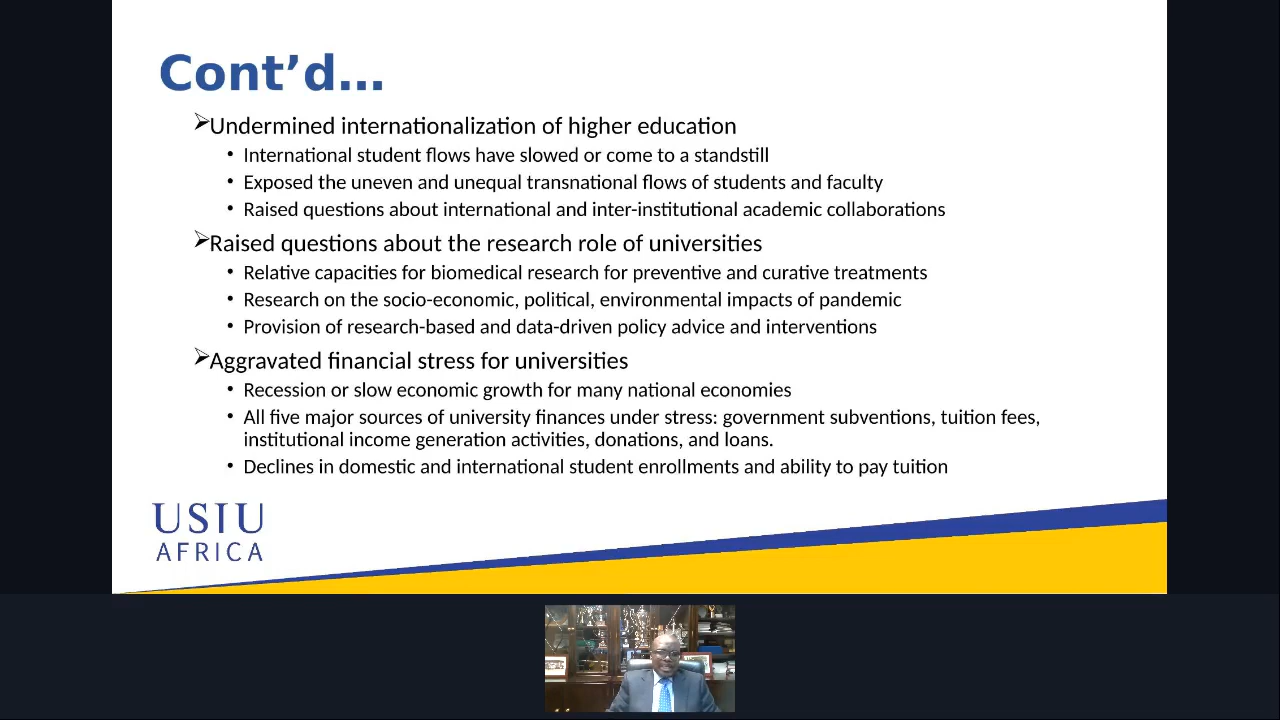 Cont’d...
➢Undermined internationalization of higher education
• International student flows have slowed or come to a standstill
• Exposed the uneven and unequal transnational flows of students and faculty
• Raised questions about international and inter-institutional academic collaborations
➢Raised questions about the research role of universities
• Relative capacities for biomedical research for preventive and curative treatments
• Research on the socio-economic, political, environmental impacts of pandemic
• Provision of research-based and data-driven policy advice and interventions
➢Aggravated financial stress for universities
• Recession or slow economic growth for many national economies
• All five major sources of university finances under stress: government subventions, tuition fees,
institutional income generation activities, donations, and loans.
• Declines in domestic and international student enrollments and ability to pay tuition
USIU
AFRICA